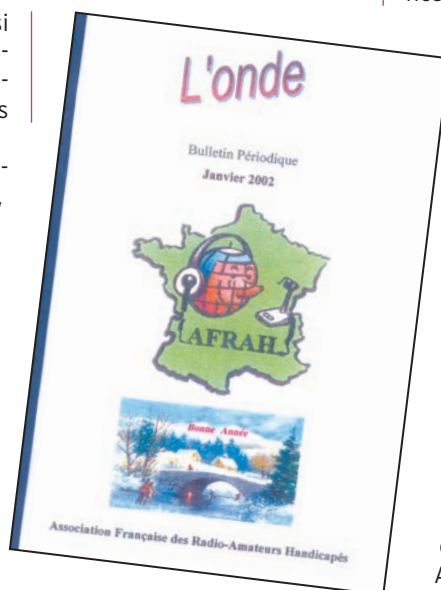 L'onde
Bulletin Périodique
Janvier 2002
AFRAH
Bonne Année
Association Française des Radio-Amateurs Handicapés